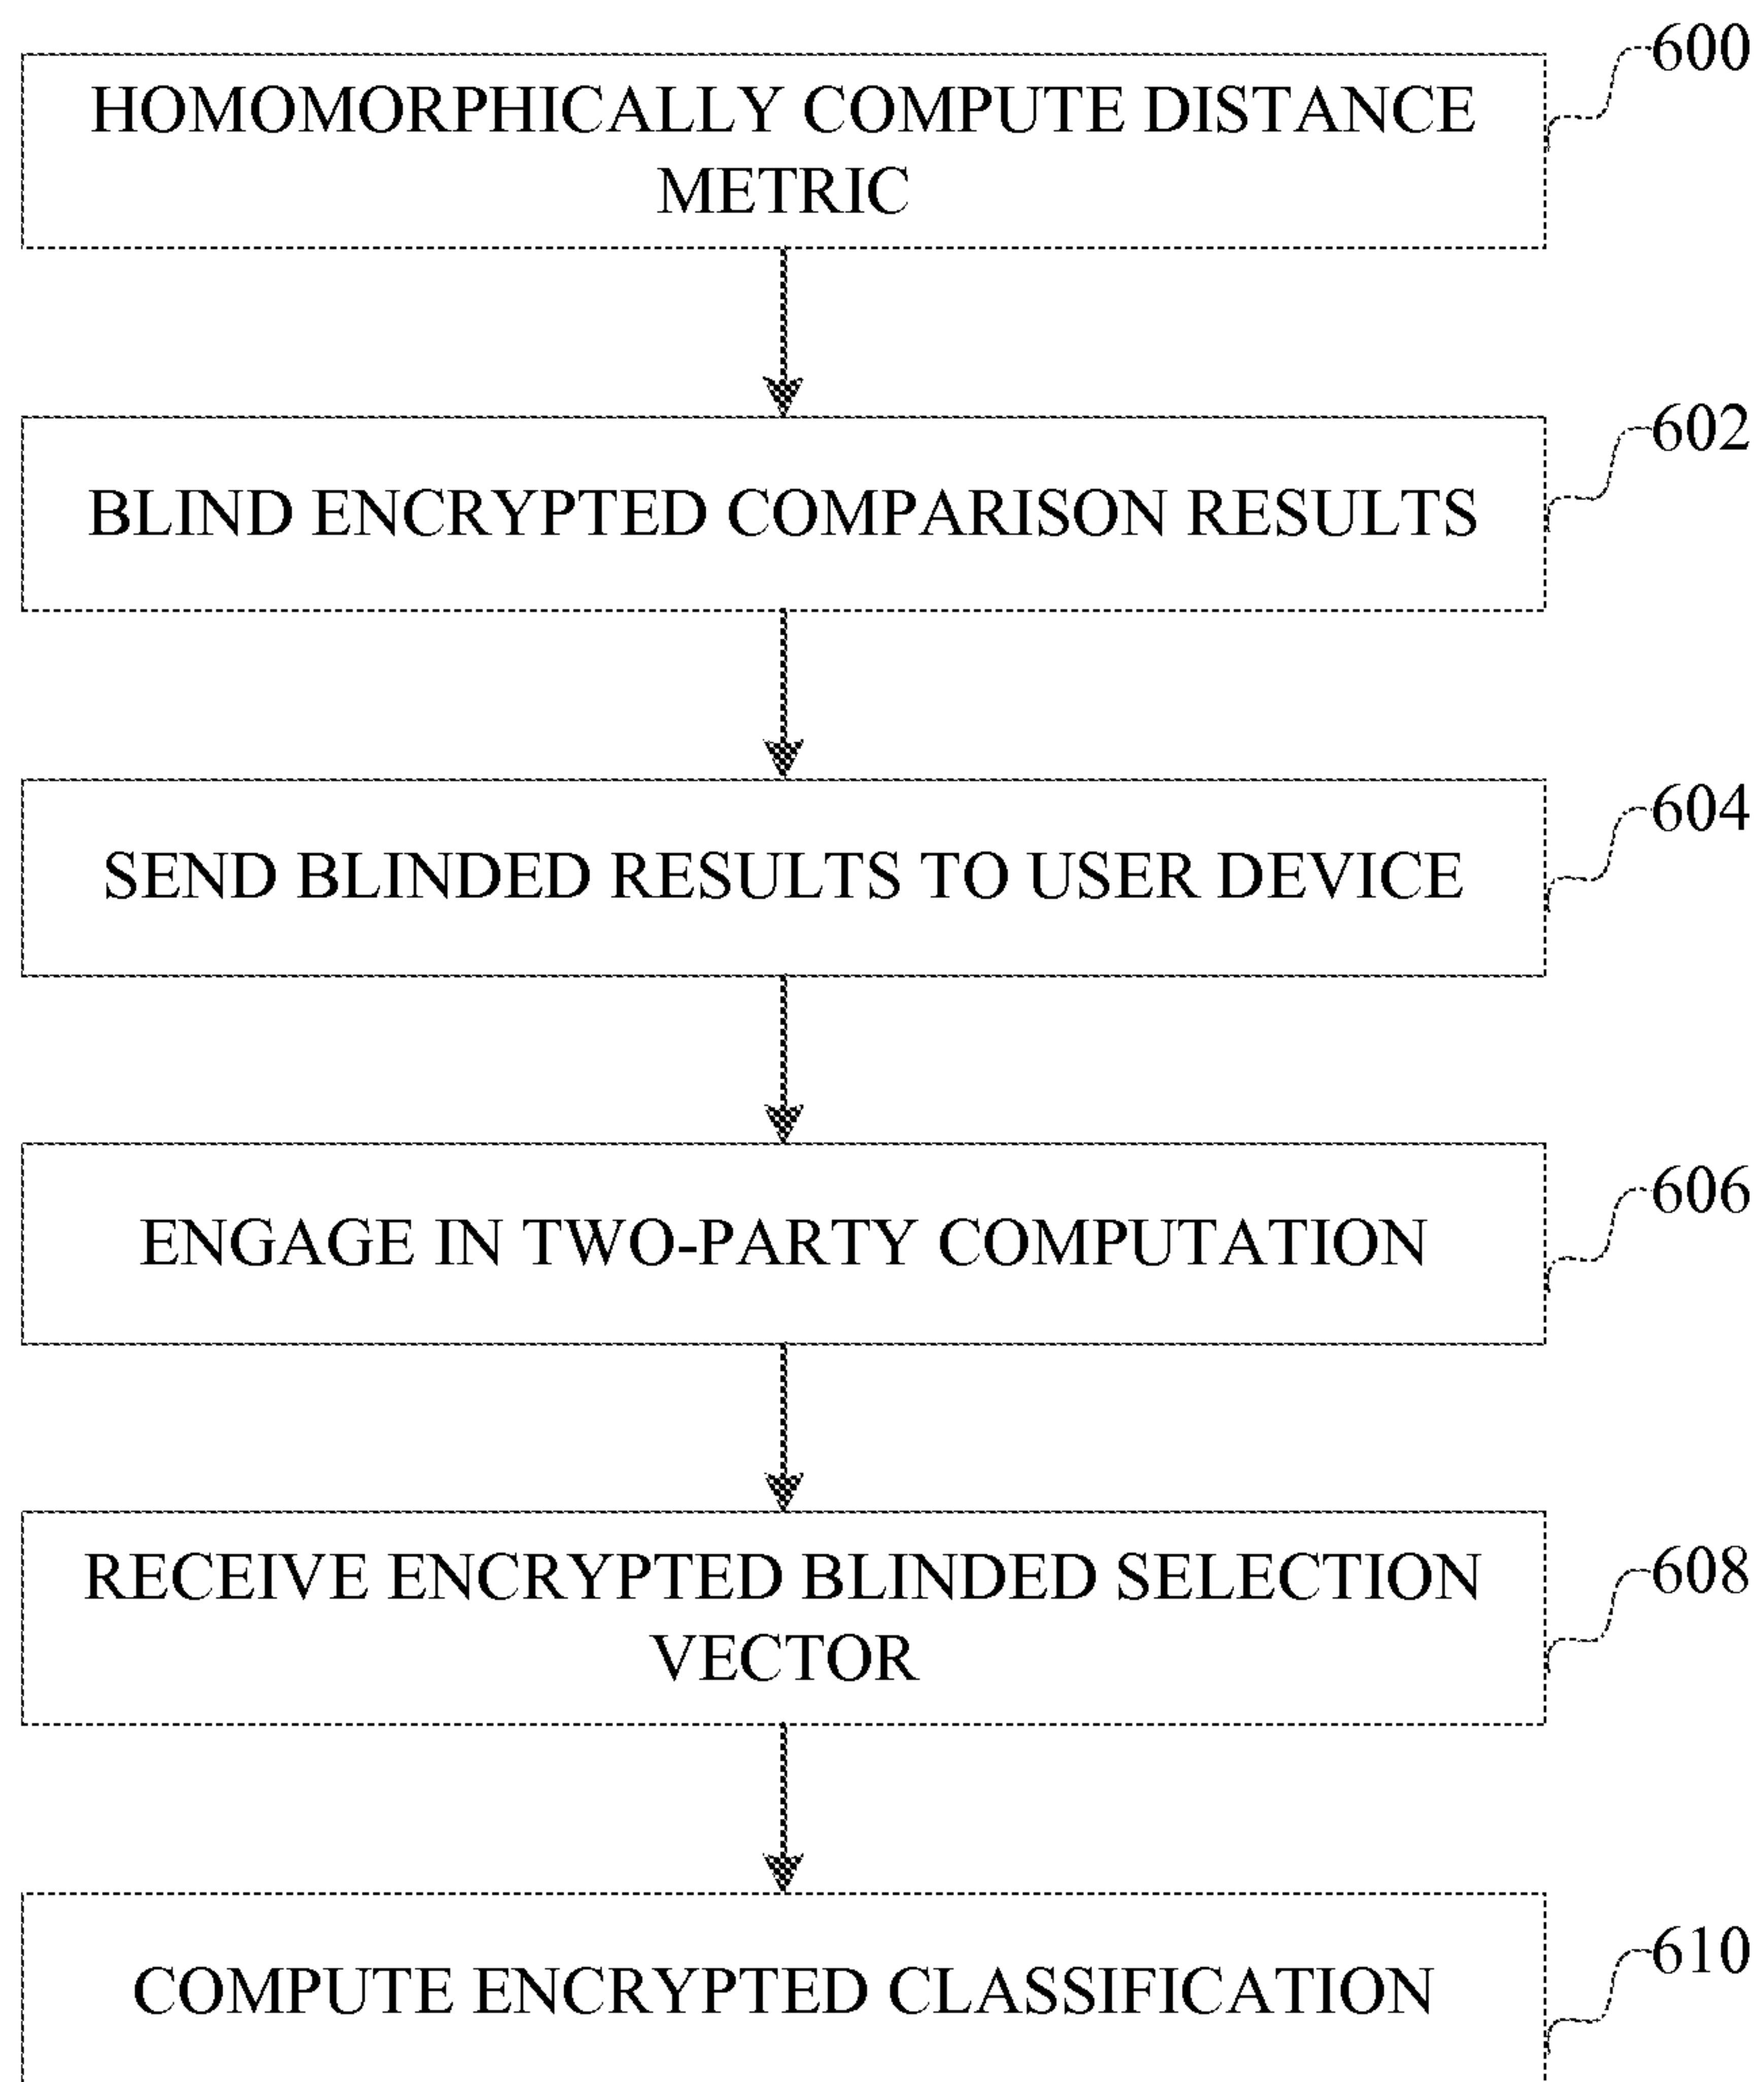 600
HOMOMORPHICALLY COMPUTE DISTANCE
METRIC
602
BLIND ENCRYPTED COMPARISON RESULTS
604
SEND BLINDED RESULTS TO USER DEVICE
606
ENGAGE IN TWO-PARTY COMPUTATION
608
RECEIVE ENCRYPTED BLINDED SELECTION
VECTOR
610
COMPUTE ENCRYPTED CLASSIFICATION